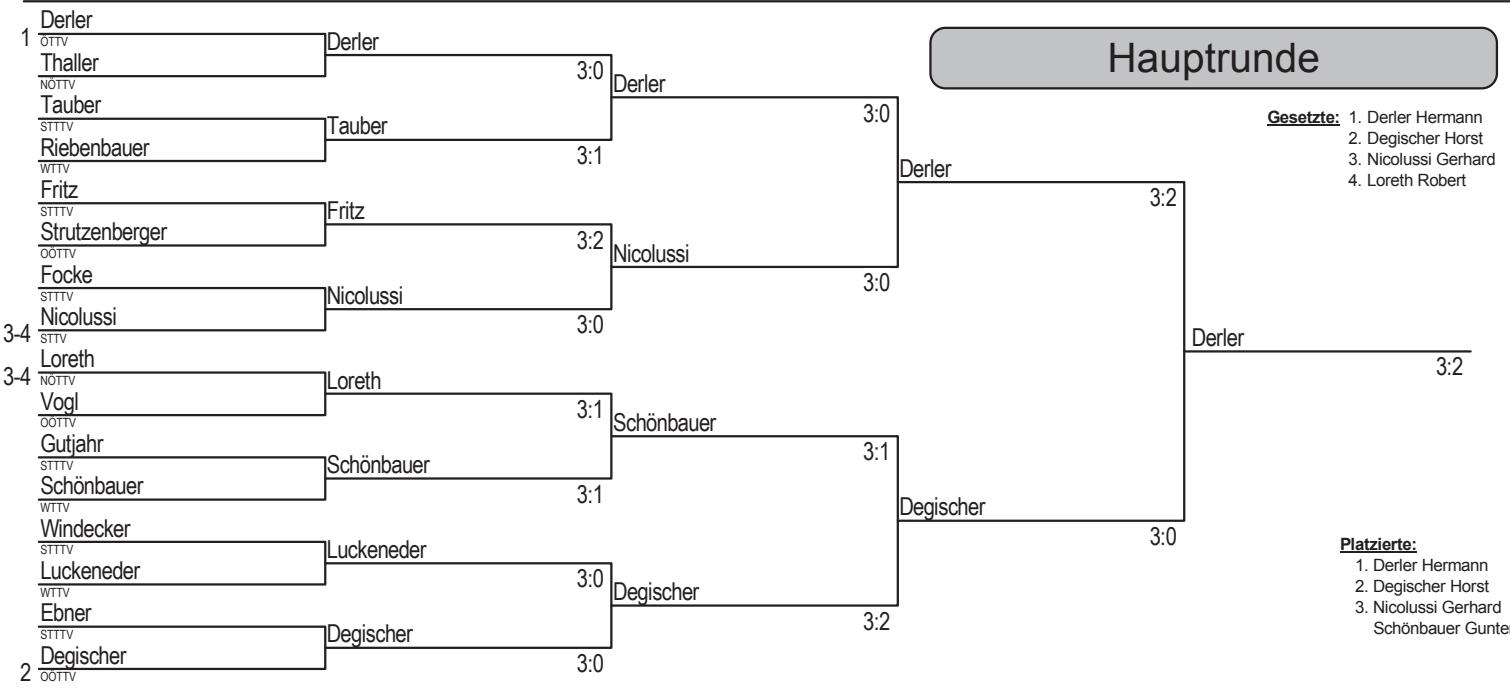 Hauptrunde
Gesetzte: 1. Derler Hermann
2. Degischer Horst
3. Nicolussi Gerhard
4. Loreth Robert
Derler
1 ÖTTV
Thaller
NÖTTV
Tauber
STTTV
Riebenbauer
WTTV
Fritz
STTTV
Strutzenberger
OÖTTV
Focke
STTTV
Nicolussi
3-4 STTV
Loreth
3-4 NÖTTV
Vogl
OÖTTV
Gutjahr
STTTV
Schönbauer
WTTV
Windecker
STTTV
Luckeneder
WTTV
Ebner
STTTV
Degischer
2 OÖTTV
Derler
3:0
Tauber
3:1
Fritz
3:2
Nicolussi
3:0
Loreth
3:1
Schönbauer
3:1
Luckeneder
3:0
Degischer
3:0
Derler
3:0
Nicolussi
3:0
Schönbauer
3:1
Degischer
3:2
Derler
3:2
Degischer
3:0
Derler
3:2
Platzierte:
1. Derler Hermann
2. Degischer Horst
3. Nicolussi Gerhard
Schönbauer Gunter